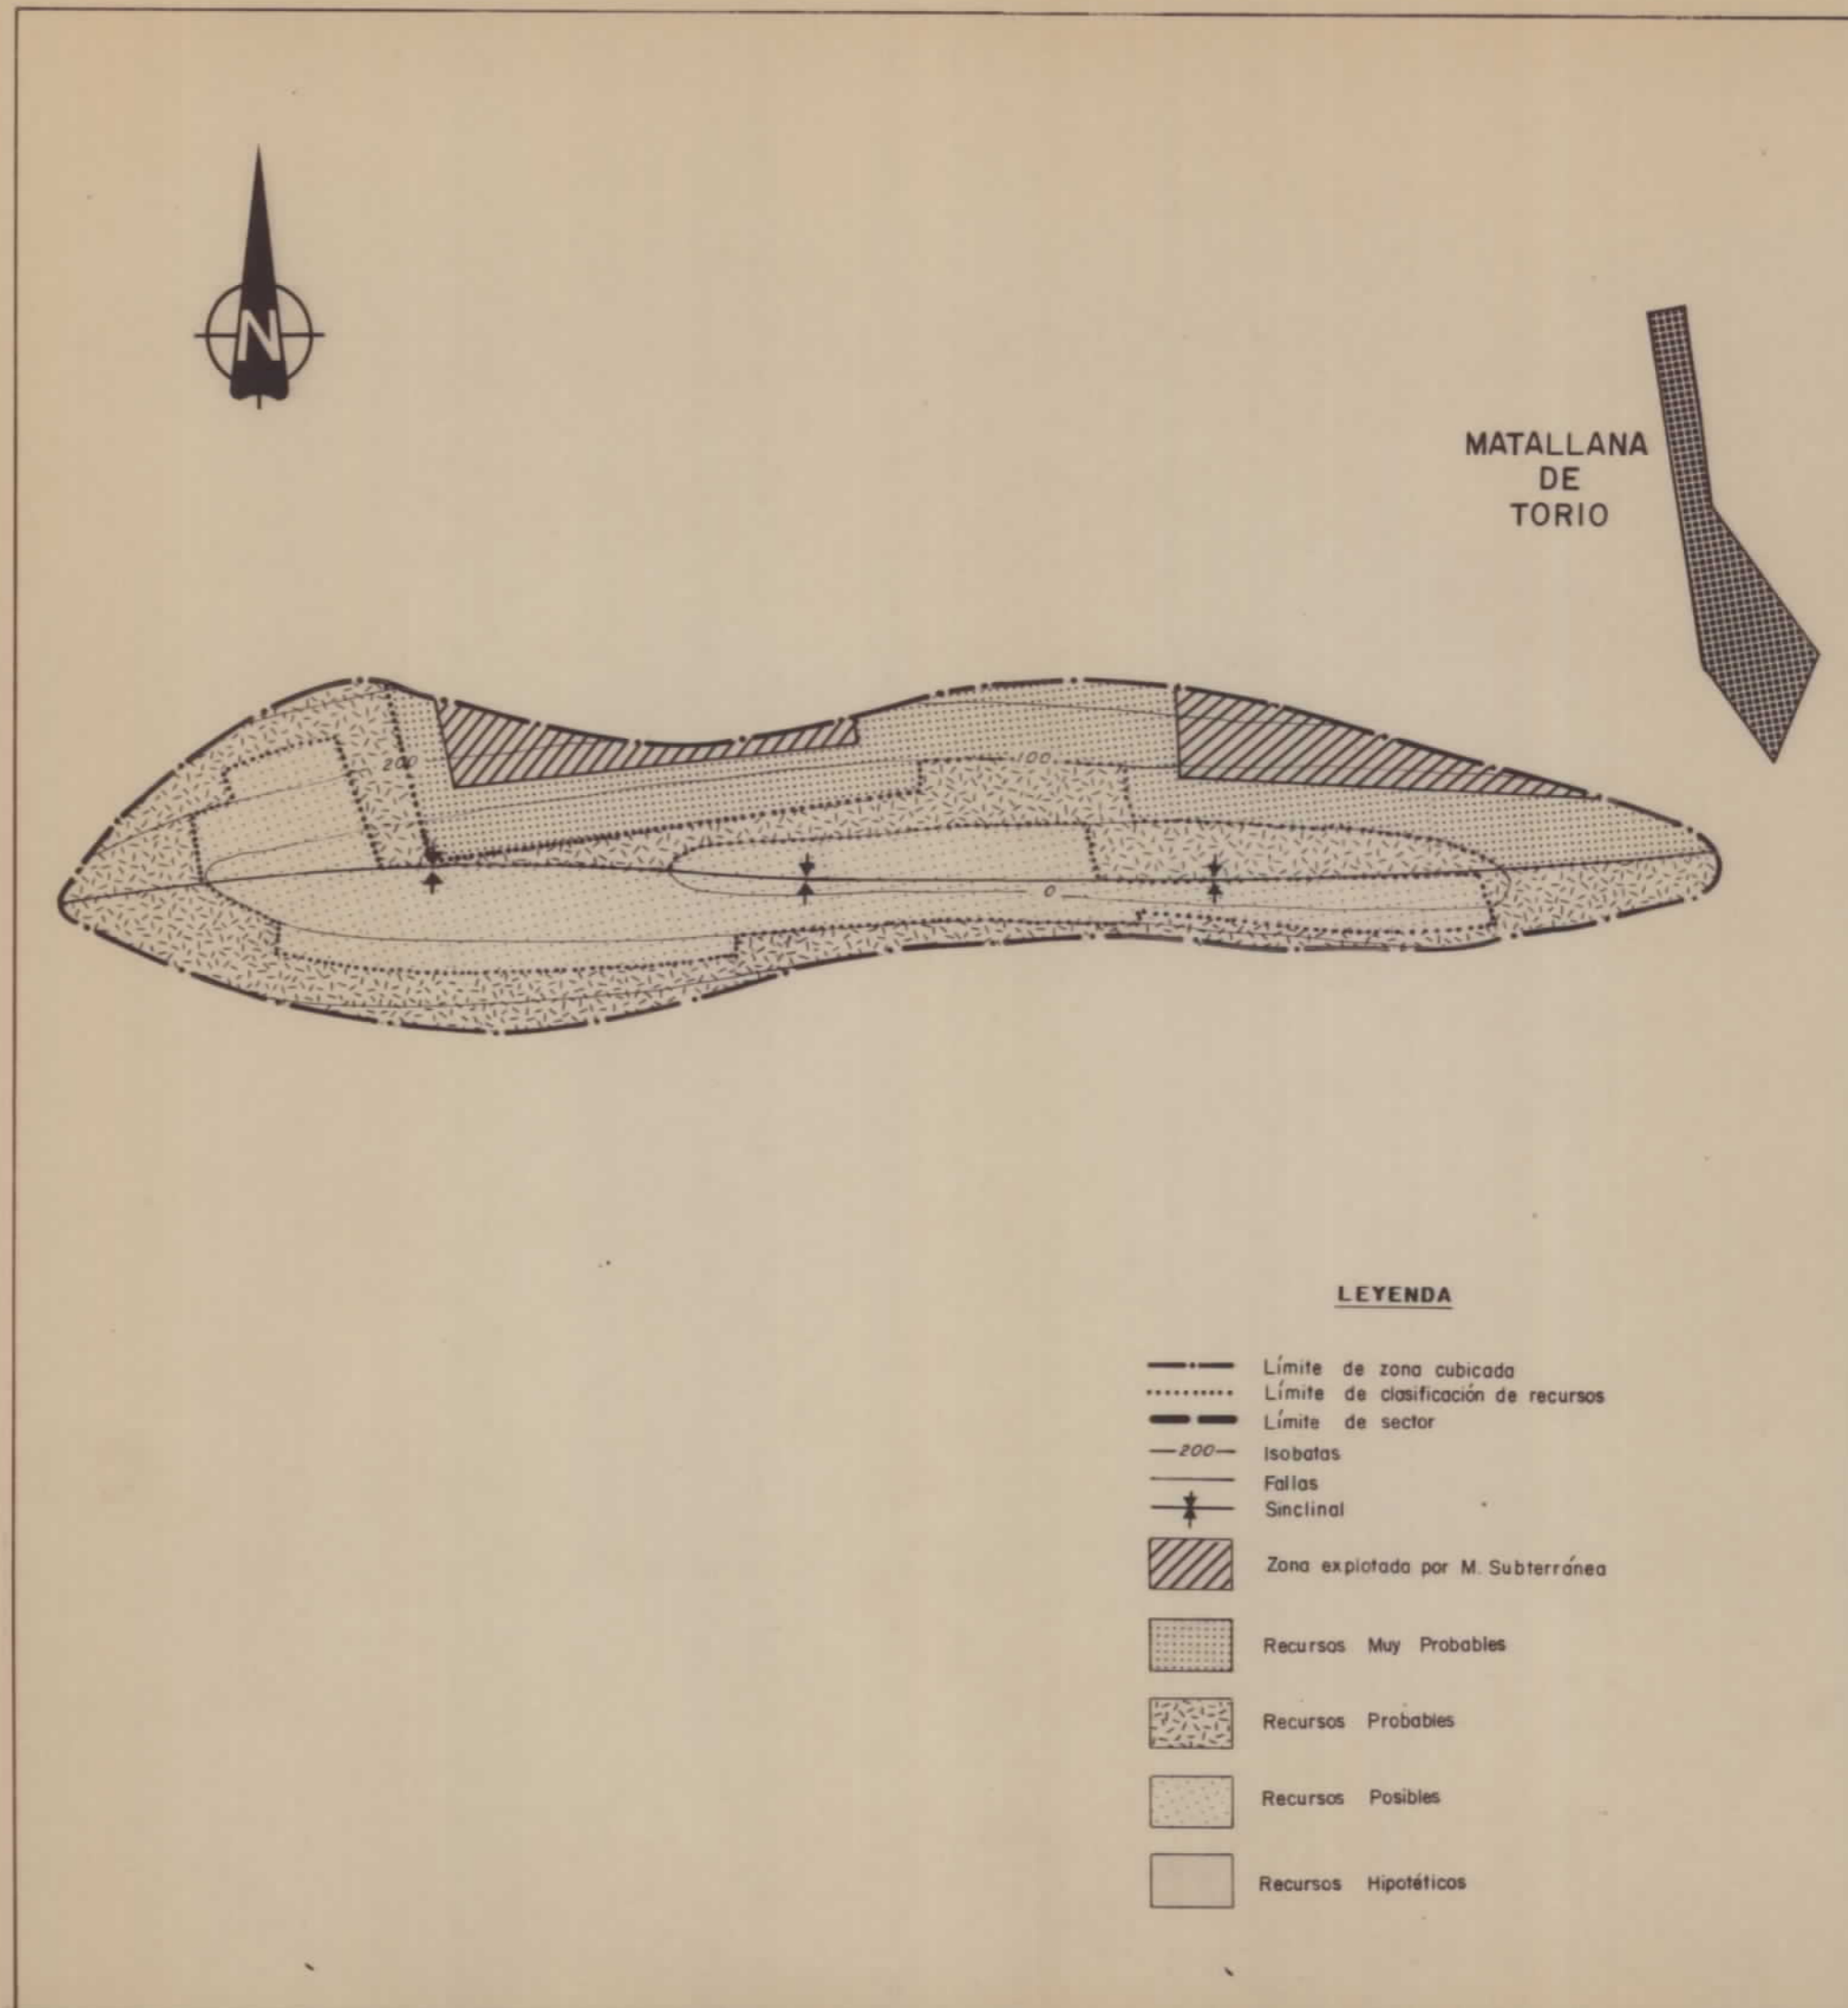 N
MATALLANA
DE
TORIO
200
100
0
LEYENDA
Límite de zona cubicada
Límite de clasificación de recursos
Límite de sector
200 Isobatas
Fallas
Sinclinal
Zona explotada por M. Subterránea
Recursos Muy Probables
Recursos Probables
Recursos Posibles
Recursos Hipotéticos